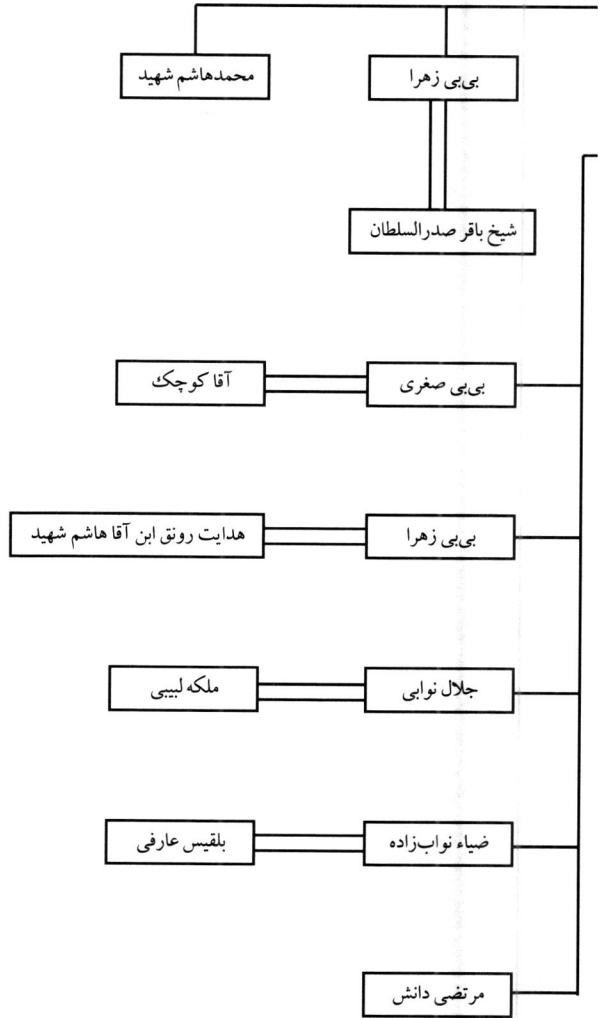 بی‌بی زهرا
محمدهاشم شهید
شیخ باقر صدرالسلطان
بی‌بی صغری
آقا کوچک
بی‌بی زهرا
هدایت رونق ابن آقا هاشم شهید
جلال نوابی
ملکه لبیبی
ضیاء نواب‌زاده
بلقیس عارفی
مرتضی دانش